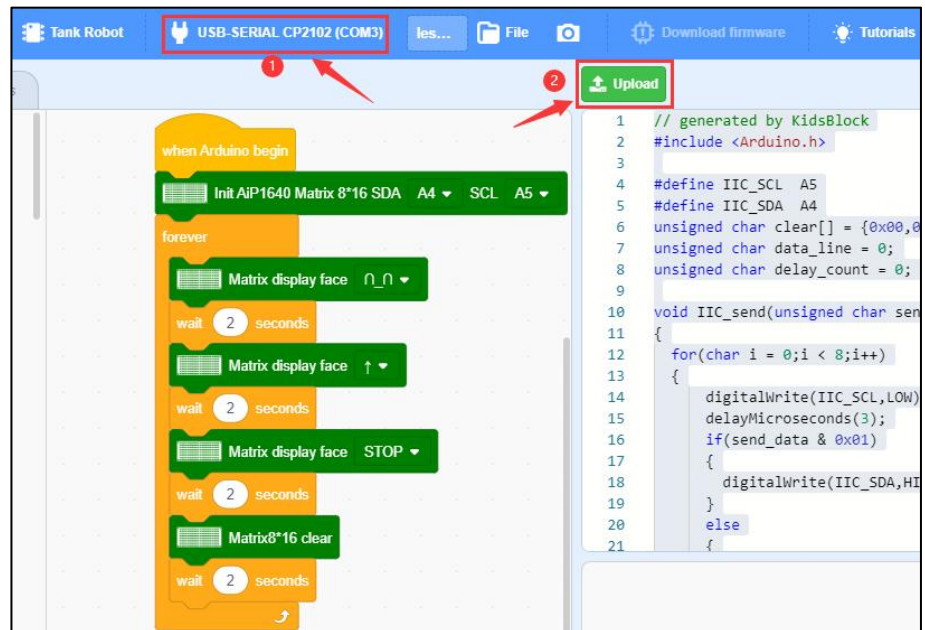 Tank Robot USB-SERIAL CP2102 (COM3) les... File Download firmware Tutorials
1
2
Upload
s
when Arduino begin
Init AiP1640 Matrix 8*16 SDA A4 SCL A5
forever
Matrix display face ∩_∩
wait 2 seconds
Matrix display face ↑
wait 2 seconds
Matrix display face STOP
wait 2 seconds
Matrix8*16 clear
wait 2 seconds
1 // generated by KidsBlock
2 #include <Arduino.h>
3
4 #define IIC_SCL A5
5 #define IIC_SDA A4
6 unsigned char clear[] = {0x00,0
7 unsigned char data_line = 0;
8 unsigned char delay_count = 0;
9
10 void IIC_send(unsigned char sen
11 {
12 for(char i = 0;i < 8;i++)
13 {
14 digitalWrite(IIC_SCL,LOW)
15 delayMicroseconds(3);
16 if(send_data & 0x01)
17 {
18 digitalWrite(IIC_SDA,HI
19 }
20 else
21 {